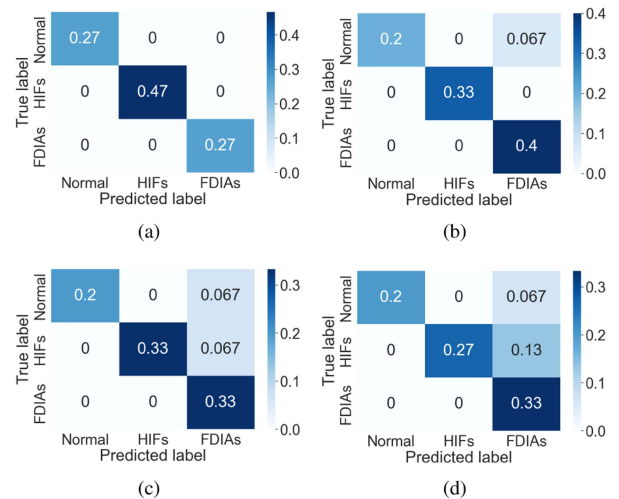 Normal 0.27 0 0 0.4
HIFs 0 0.47 0 0.3
0.2
FDIAs 0 0 0.27 0.1
0.0
True label
Normal HIFs FDIAs
Predicted label
(a)
Normal 0.2 0 0.067 0.4
0.3
HIFs 0 0.33 0 0.2
FDIAs 0 0 0.4 0.1
0.0
True label
Normal HIFs FDIAs
Predicted label
(b)
Normal 0.2 0 0.067 0.3
HIFs 0 0.33 0.067 0.2
0.1
FDIAs 0 0 0.33
0.0
True label
Normal HIFs FDIAs
Predicted label
(c)
Normal 0.2 0 0.067 0.3
HIFs 0 0.27 0.13 0.2
0.1
FDIAs 0 0 0.33
0.0
True label
Normal HIFs FDIAs
Predicted label
(d)